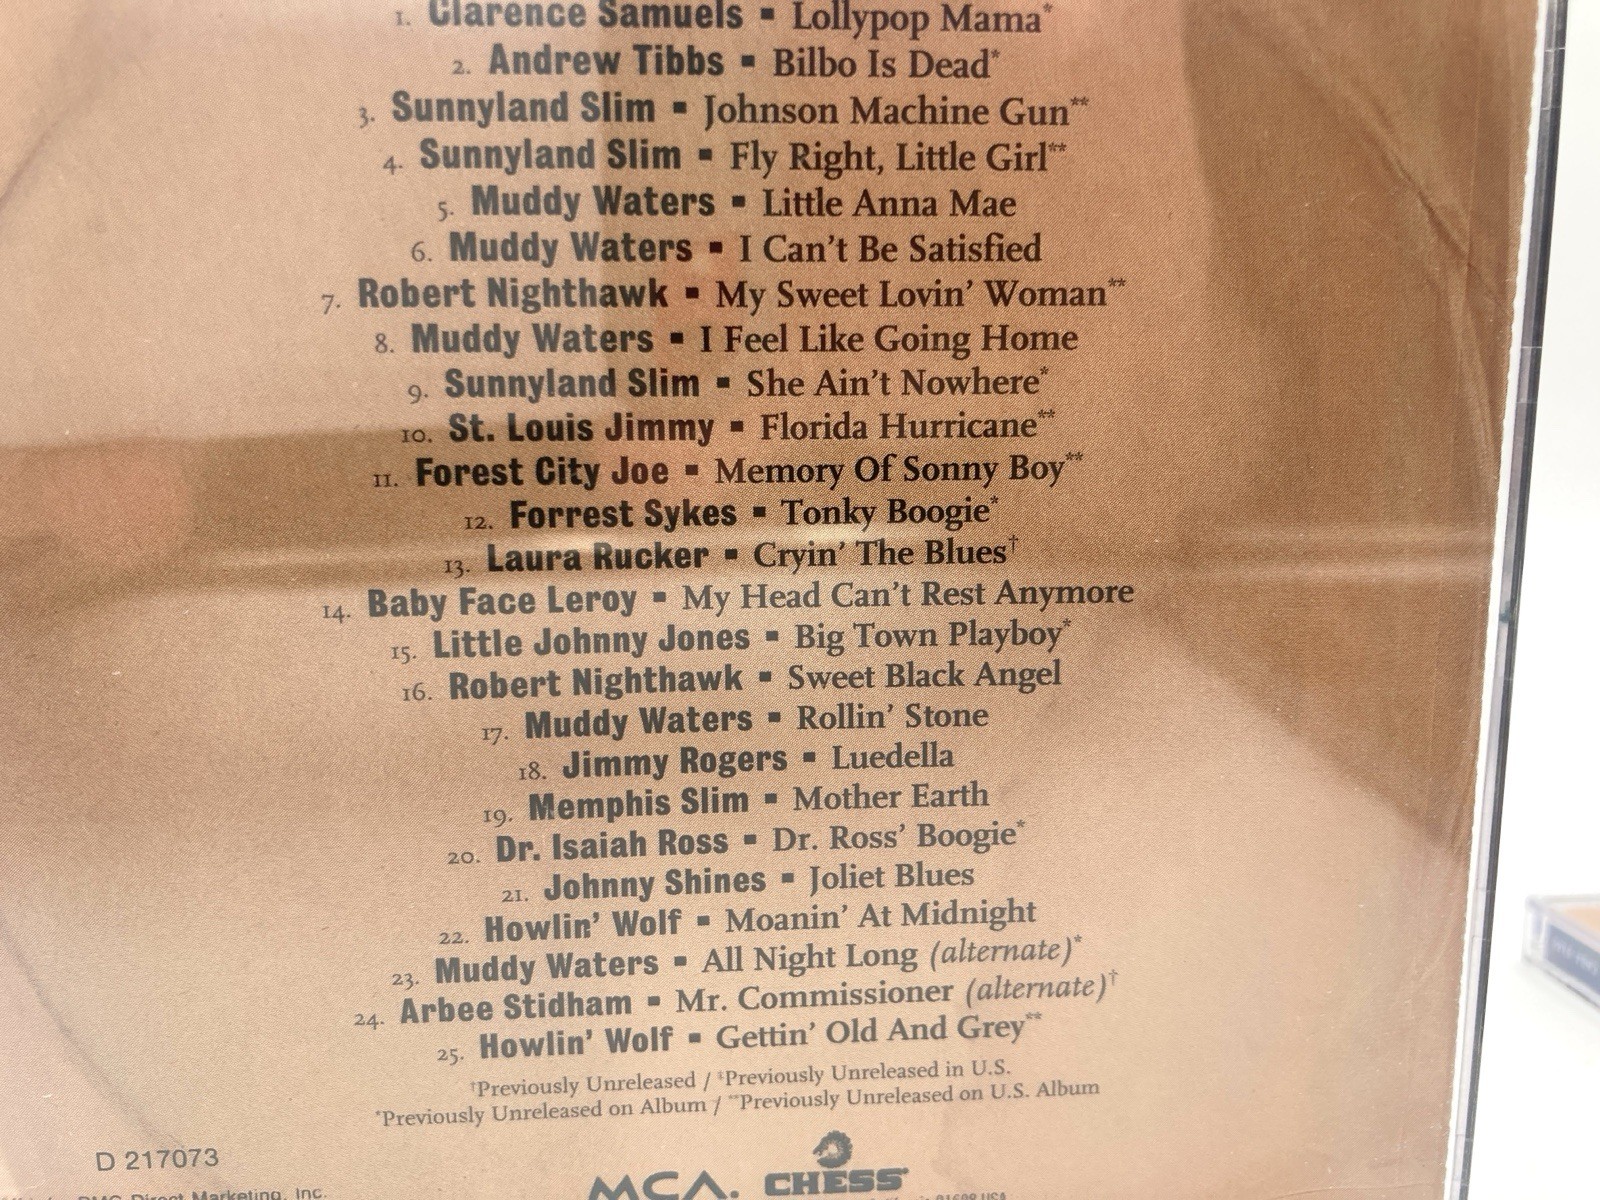 1. Clarence Samuels ▪ Lollypop Mama*
2. Andrew Tibbs ▪ Bilbo Is Dead*
3. Sunnyland Slim ▪ Johnson Machine Gun**
4. Sunnyland Slim ▪ Fly Right, Little Girl**
5. Muddy Waters ▪ Little Anna Mae
6. Muddy Waters ▪ I Can't Be Satisfied
7. Robert Nighthawk ▪ My Sweet Lovin' Woman**
8. Muddy Waters ▪ I Feel Like Going Home
9. Sunnyland Slim ▪ She Ain't Nowhere*
10. St. Louis Jimmy ▪ Florida Hurricane**
11. Forest City Joe ▪ Memory Of Sonny Boy**
12. Forrest Sykes ▪ Tonky Boogie*
13. Laura Rucker ▪ Cryin' The Blues†
14. Baby Face Leroy ▪ My Head Can't Rest Anymore
15. Little Johnny Jones ▪ Big Town Playboy*
16. Robert Nighthawk ▪ Sweet Black Angel
17. Muddy Waters ▪ Rollin' Stone
18. Jimmy Rogers ▪ Luedella
19. Memphis Slim ▪ Mother Earth
20. Dr. Isaiah Ross ▪ Dr. Ross' Boogie*
21. Johnny Shines ▪ Joliet Blues
22. Howlin' Wolf ▪ Moanin' At Midnight
23. Muddy Waters ▪ All Night Long (alternate)*
24. Arbee Stidham ▪ Mr. Commissioner (alternate)†
25. Howlin' Wolf ▪ Gettin' Old And Grey**
†Previously Unreleased / ‡Previously Unreleased in U.S.
*Previously Unreleased on Album / **Previously Unreleased on U.S. Album
D 217073
MCA. CHESS
Direct Marketing, Inc.